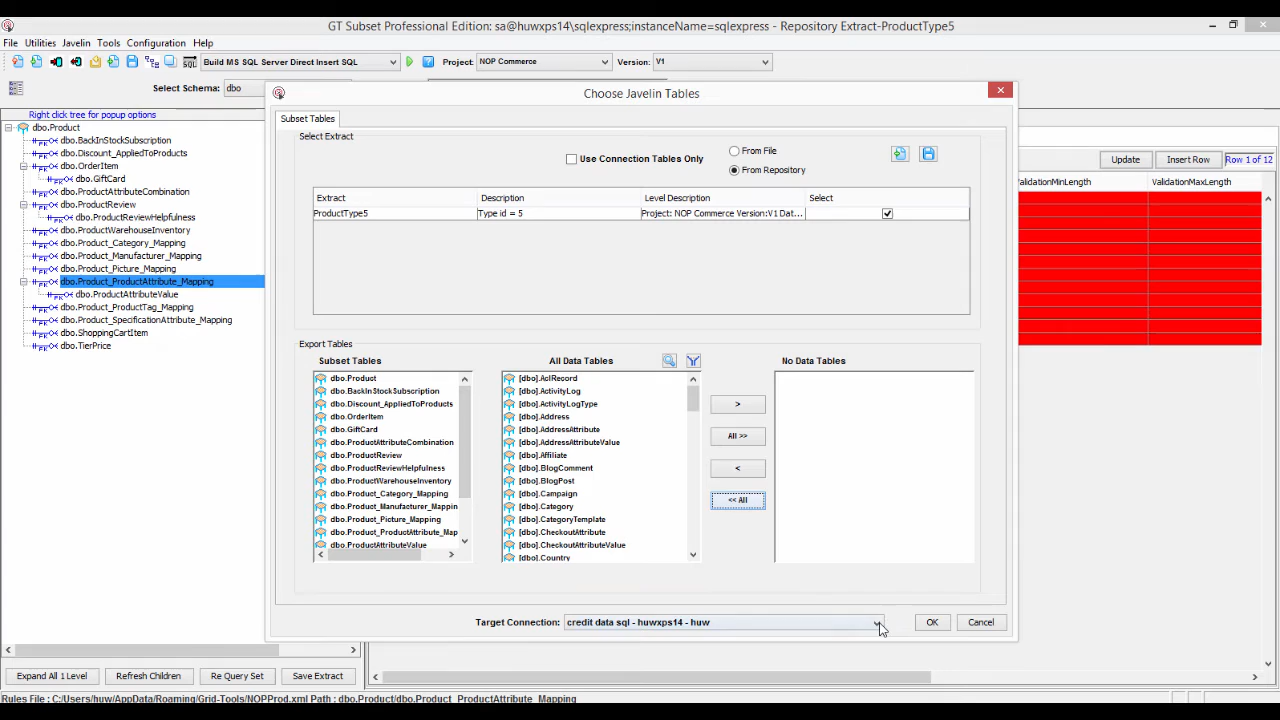 GT Subset Professional Edition: sa@huwxps14\sqlexpress;instanceName=sqlexpress - Repository Extract-ProductType5
File Utilities Javelin Tools Configuration Help
SQL Build MS SQL Server Direct Insert SQL Project: NOP Commerce Version: V1
Select Schema: dbo
Right click tree for popup options
dbo.Product
dbo.BackInStockSubscription
dbo.Discount_AppliedToProducts
dbo.OrderItem
dbo.GiftCard
dbo.ProductAttributeCombination
dbo.ProductReview
dbo.ProductReviewHelpfulness
dbo.ProductWarehouseInventory
dbo.Product_Category_Mapping
dbo.Product_Manufacturer_Mapping
dbo.Product_Picture_Mapping
dbo.Product_ProductAttribute_Mapping
dbo.ProductAttributeValue
dbo.Product_ProductTag_Mapping
dbo.Product_SpecificationAttribute_Mapping
dbo.ShoppingCartItem
dbo.TierPrice
Choose Javelin Tables
Subset Tables
Select Extract
Use Connection Tables Only
From File
From Repository
Extract Description Level Description Select
ProductType5 Type id = 5 Project: NOP Commerce Version:V1 Dat...
Export Tables
Subset Tables
dbo.Product
dbo.BackInStockSubscription
dbo.Discount_AppliedToProducts
dbo.OrderItem
dbo.GiftCard
dbo.ProductAttributeCombination
dbo.ProductReview
dbo.ProductReviewHelpfulness
dbo.ProductWarehouseInventory
dbo.Product_Category_Mapping
dbo.Product_Manufacturer_Mappin
dbo.Product_Picture_Mapping
dbo.Product_ProductAttribute_Map
dbo.ProductAttributeValue
All Data Tables
[dbo].AclRecord
[dbo].ActivityLog
[dbo].ActivityLogType
[dbo].Address
[dbo].AddressAttribute
[dbo].AddressAttributeValue
[dbo].Affiliate
[dbo].BlogComment
[dbo].BlogPost
[dbo].Campaign
[dbo].Category
[dbo].CategoryTemplate
[dbo].CheckoutAttribute
[dbo].CheckoutAttributeValue
[dbo].Country
>
All >>
<
<< All
No Data Tables
Target Connection: credit data sql - huwxps14 - huw
OK Cancel
Update Insert Row Row 1 of 12
ValidationMinLength ValidationMaxLength
Expand All 1 Level Refresh Children Re Query Set Save Extract
Rules File : C:/Users/huw/AppData/Roaming/Grid-Tools/NOPProd.xml Path : dbo.Product/dbo.Product_ProductAttribute_Mapping